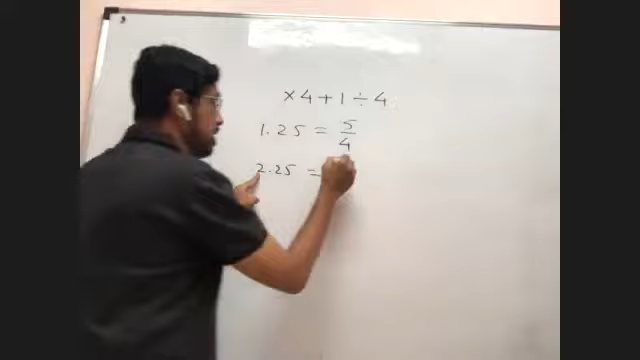 ×4+1÷4
1.25 = 5/4
2.25 =